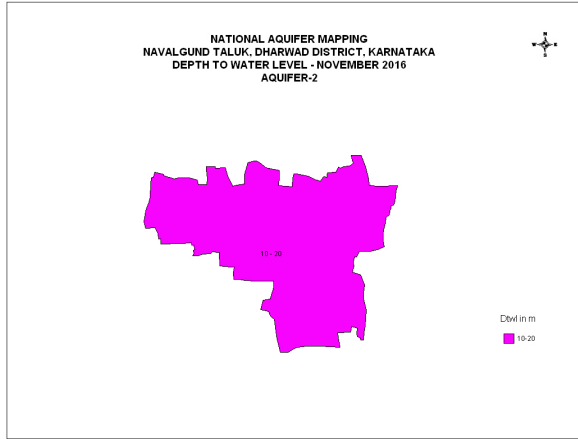 NATIONAL AQUIFER MAPPING
NAVALGUND TALUK, DHARWAD DISTRICT, KARNATAKA
DEPTH TO WATER LEVEL - NOVEMBER 2016
AQUIFER-2
N
W E
S
10 - 20
Dtwl in m
10-20